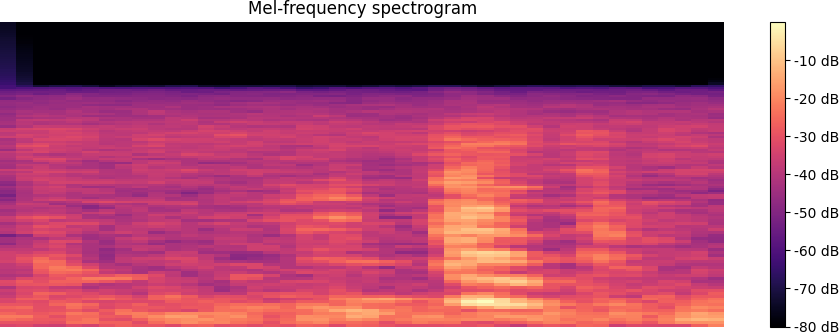 Mel-frequency spectrogram
-10 dB
-20 dB
-30 dB
-40 dB
-50 dB
-60 dB
-70 dB
-80 dB